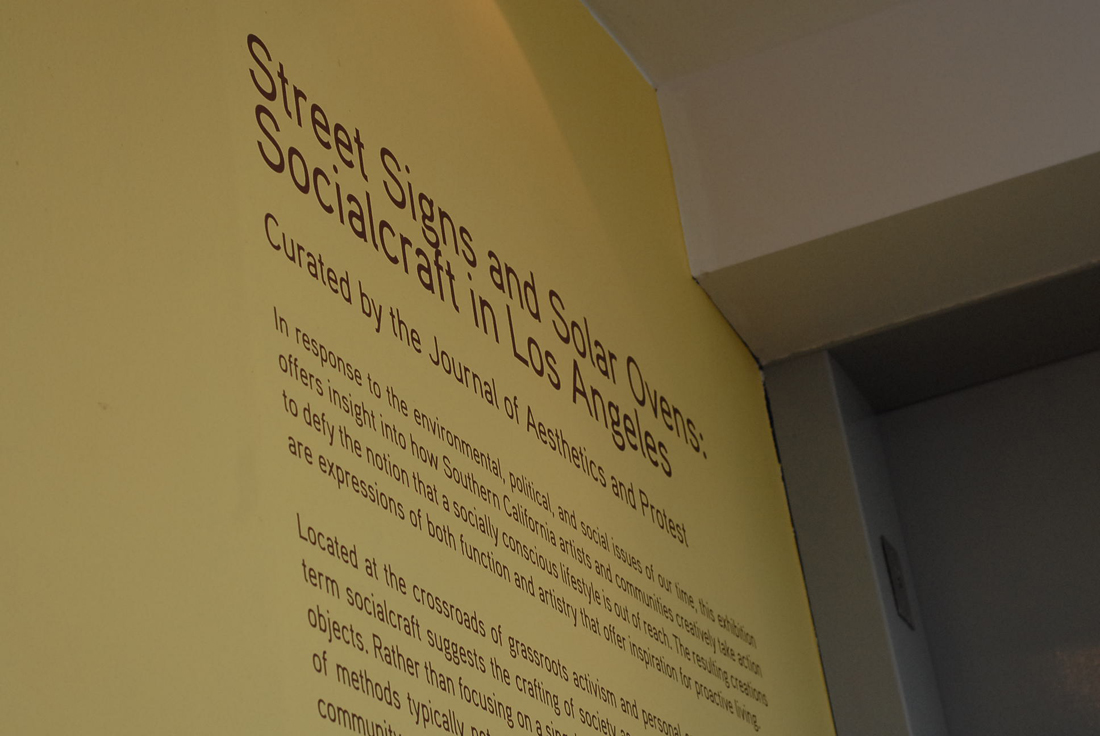 Street Signs and Solar Ovens:
Socialcraft in Los Angeles
Curated by the Journal of Aesthetics and Protest
In response to the environmental, political, and social issues of our time, this exhibition
offers insight into how Southern California artists and communities creatively take action
to defy the notion that a socially conscious lifestyle is out of reach. The resulting creations
are expressions of both function and artistry that offer inspiration for proactive living.
Located at the crossroads of grassroots activism and personal
term socialcraft suggests the crafting of society
objects. Rather than focusing on a
of methods typically
community